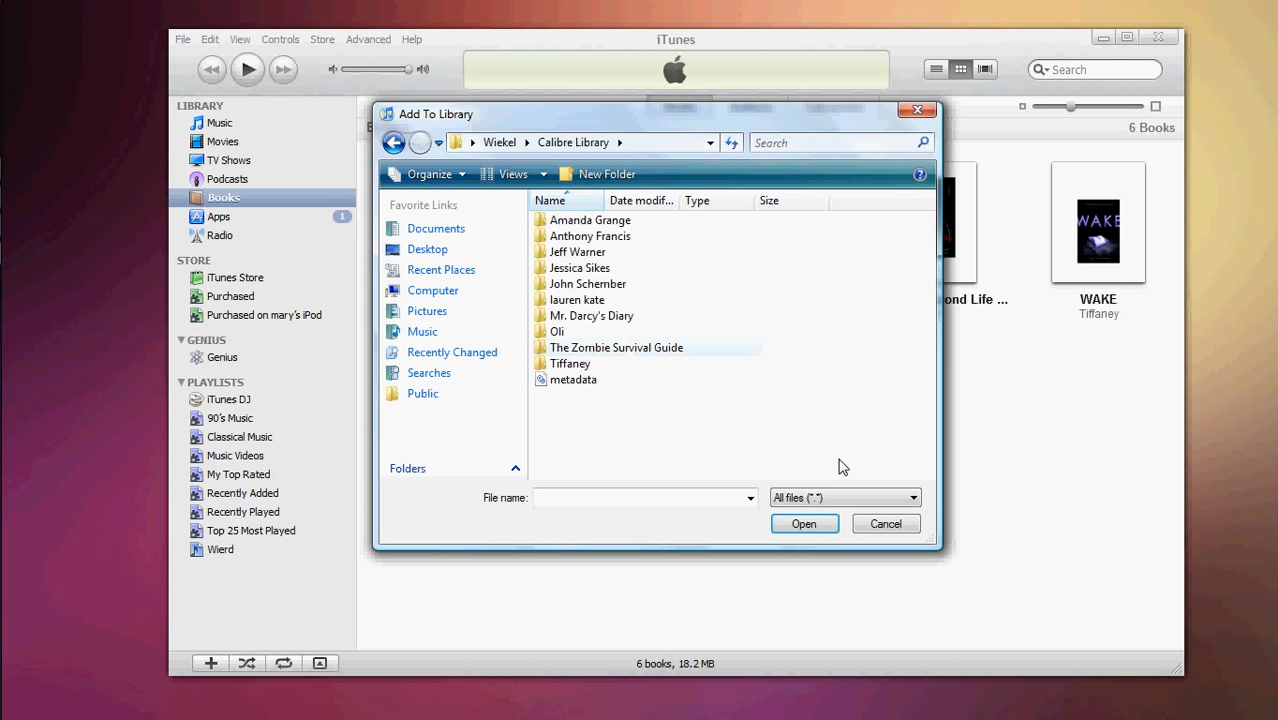 File Edit View Controls Store Advanced Help
iTunes
Search
LIBRARY
Music
Movies
TV Shows
Podcasts
Books
Apps 1
Radio
STORE
iTunes Store
Purchased
Purchased on mary's iPod
GENIUS
Genius
PLAYLISTS
iTunes DJ
90's Music
Classical Music
Music Videos
My Top Rated
Recently Added
Recently Played
Top 25 Most Played
Wierd
6 Books
Add To Library
Wiekel Calibre Library
Search
Organize Views New Folder
Favorite Links
Documents
Desktop
Recent Places
Computer
Pictures
Music
Recently Changed
Searches
Public
Folders
Name Date modif... Type Size
Amanda Grange
Anthony Francis
Jeff Warner
Jessica Sikes
John Schember
lauren kate
Mr. Darcy's Diary
Oli
The Zombie Survival Guide
Tiffaney
metadata
File name:
All files (*.*)
Open Cancel
ond Life ...
WAKE
WAKE
Tiffaney
6 books, 18.2 MB